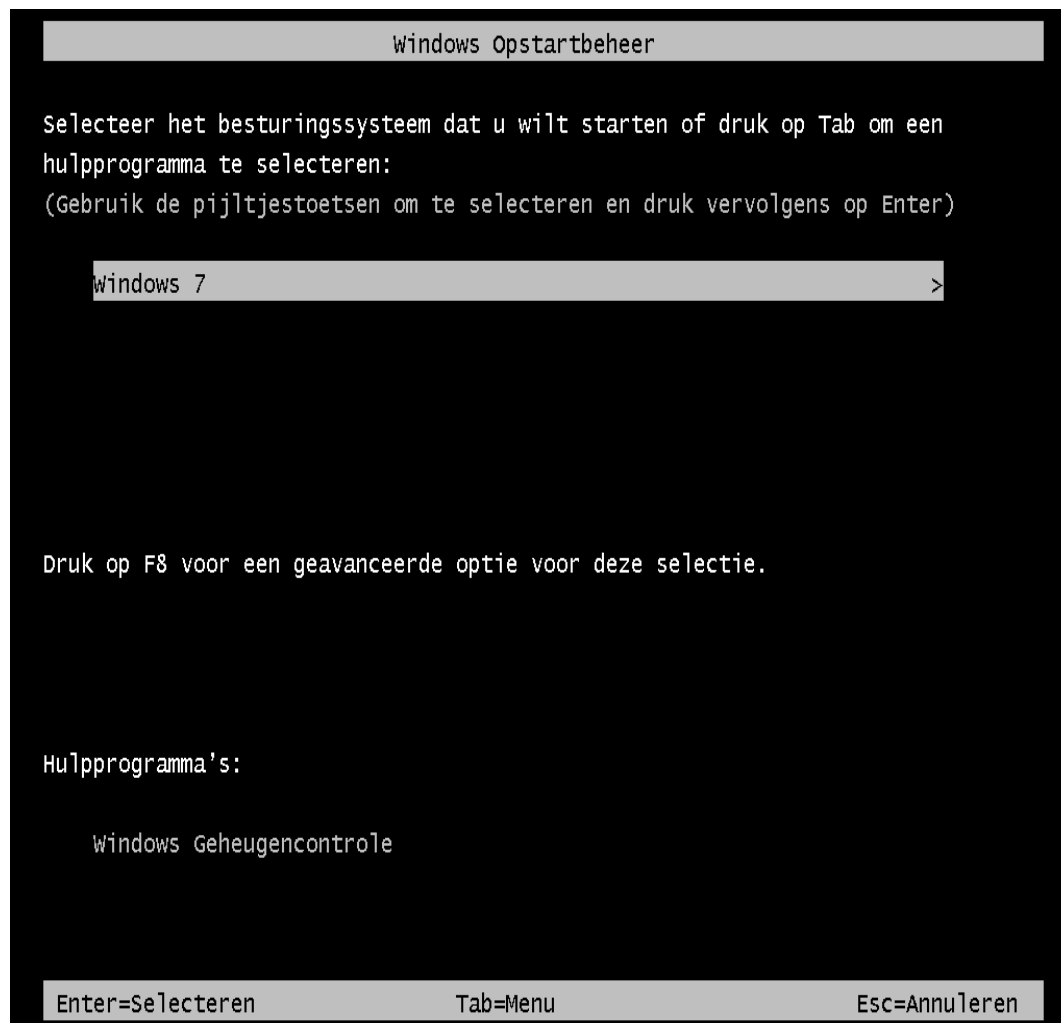 Windows Opstartbeheer
Selecteer het besturingssysteem dat u wilt starten of druk op Tab om een
hulpprogramma te selecteren:
(Gebruik de pijltjestoetsen om te selecteren en druk vervolgens op Enter)
Windows 7 >
Druk op F8 voor een geavanceerde optie voor deze selectie.
Hulpprogramma's:
Windows Geheugencontrole
Enter=Selecteren Tab=Menu Esc=Annuleren